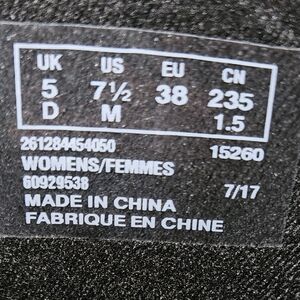 UK US EU CN
5 7½ 38 235
D M 1.5
261284454050 15260
WOMENS/FEMMES
60929538 7/17
MADE IN CHINA
FABRIQUE EN CHINE